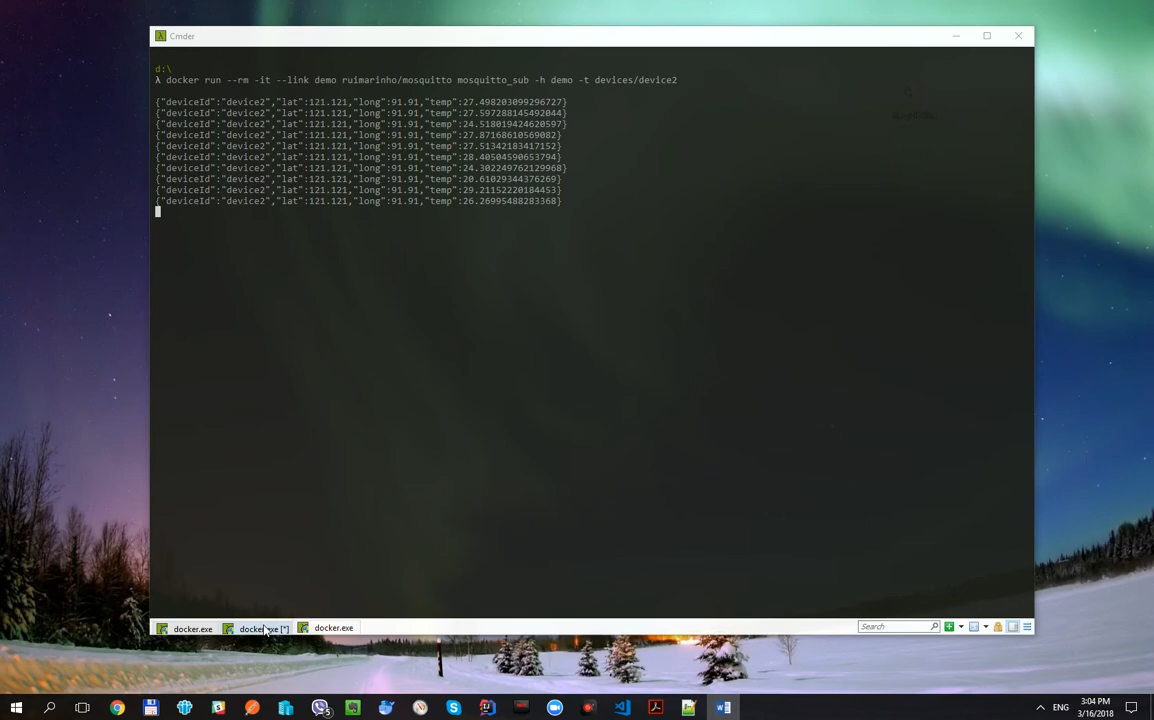 Cmder
d:\
λ docker run --rm -it --link demo ruimarinho/mosquitto mosquitto_sub -h demo -t devices/device2
{"deviceId":"device2","lat":121.121,"long":91.91,"temp":27.498203099296727}
{"deviceId":"device2","lat":121.121,"long":91.91,"temp":27.597288145492044}
{"deviceId":"device2","lat":121.121,"long":91.91,"temp":24.518019424620597}
{"deviceId":"device2","lat":121.121,"long":91.91,"temp":27.87168610569082}
{"deviceId":"device2","lat":121.121,"long":91.91,"temp":27.51342183417152}
{"deviceId":"device2","lat":121.121,"long":91.91,"temp":28.40504590653794}
{"deviceId":"device2","lat":121.121,"long":91.91,"temp":24.302249762129968}
{"deviceId":"device2","lat":121.121,"long":91.91,"temp":20.61029344376269}
{"deviceId":"device2","lat":121.121,"long":91.91,"temp":29.21152220184453}
{"deviceId":"device2","lat":121.121,"long":91.91,"temp":26.26995488283368}
docker.exe
docker.exe [*]
docker.exe
Search
5
ENG
3:04 PM
3/16/2018